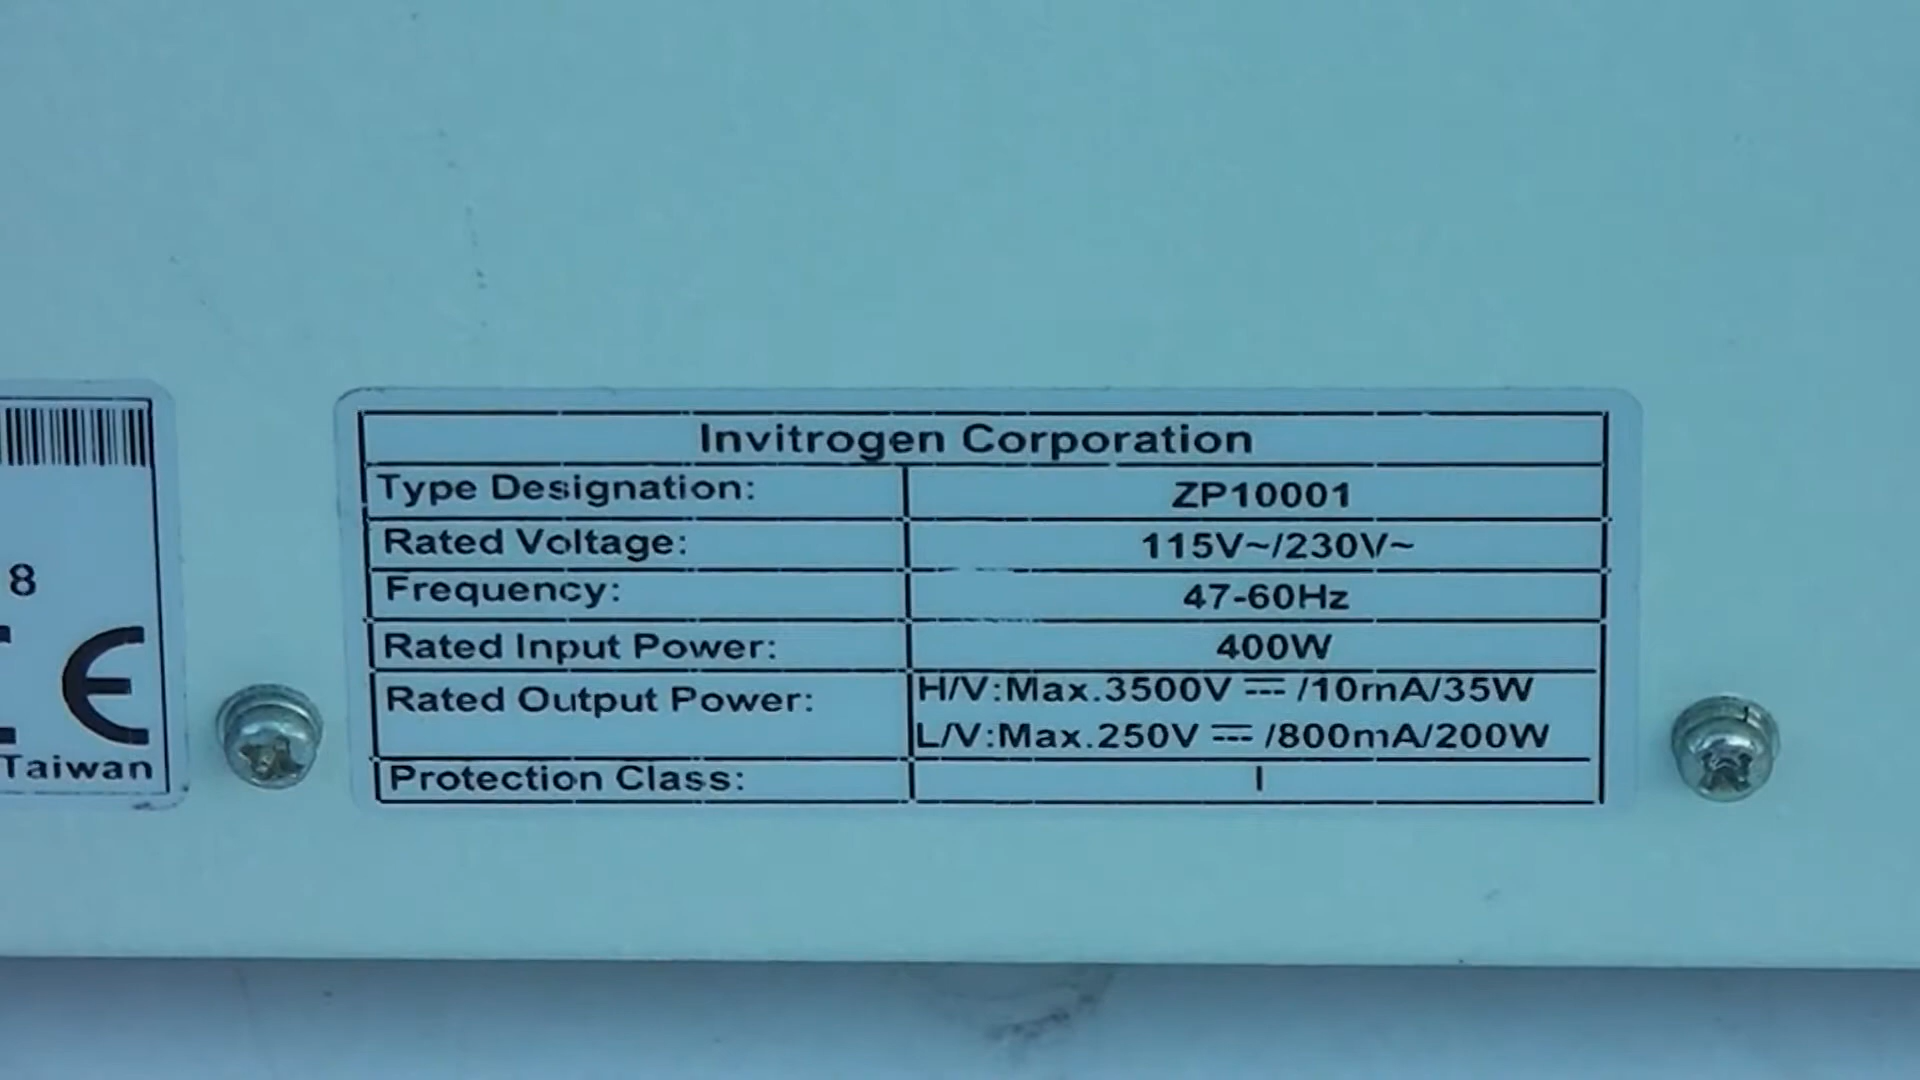 Invitrogen Corporation
Type Designation: ZP10001
Rated Voltage: 115V~/230V~
Frequency: 47-60Hz
Rated Input Power: 400W
Rated Output Power: H/V:Max.3500V ⎓ /10mA/35W
L/V:Max.250V ⎓ /800mA/200W
Protection Class: I
8
CE
Taiwan